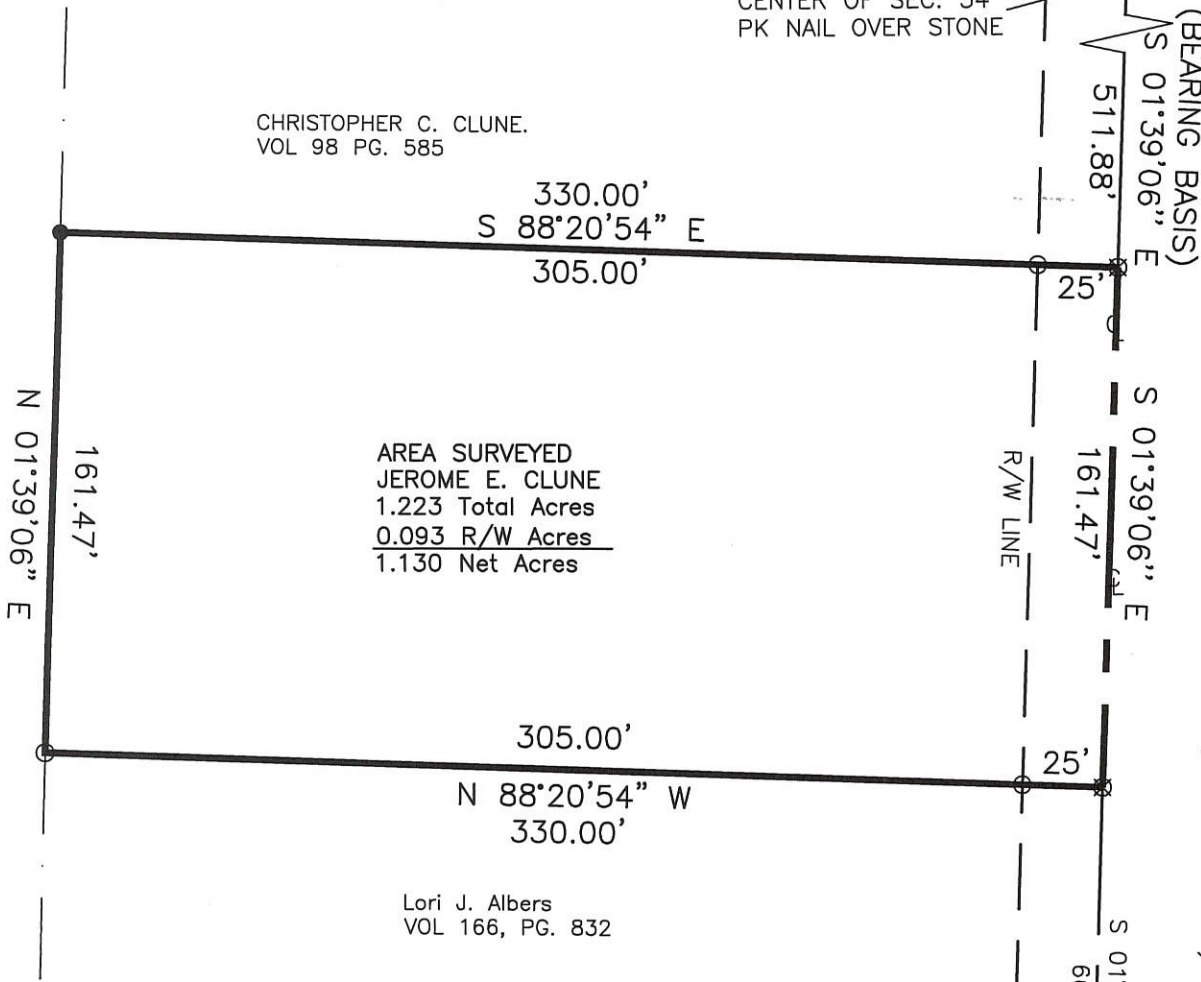 CENTER OF SEC. 34
PK NAIL OVER STONE
(BEARING BASIS)
S 01°39'06" E
511.88'
CHRISTOPHER C. CLUNE.
VOL 98 PG. 585
330.00'
S 88°20'54" E
305.00'
25'
N 01°39'06" E
161.47'
AREA SURVEYED
JEROME E. CLUNE
1.223 Total Acres
0.093 R/W Acres
1.130 Net Acres
R/W LINE
S 01°39'06" E
161.47'
305.00'
25'
N 88°20'54" W
330.00'
Lori J. Albers
VOL 166, PG. 832